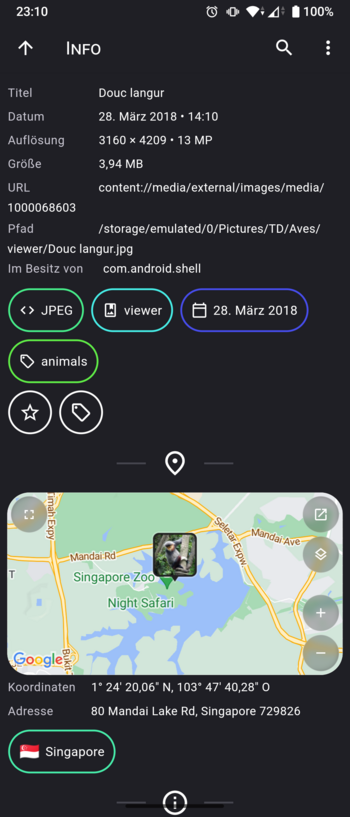 23:10
100%
INFO
Titel Douc langur
Datum 28. März 2018 • 14:10
Auflösung 3160 × 4209 • 13 MP
Größe 3,94 MB
URL content://media/external/images/media/
1000068603
Pfad /storage/emulated/0/Pictures/TD/Aves/
viewer/Douc langur.jpg
Im Besitz von com.android.shell
JPEG
viewer
28. März 2018
animals
Seletar Expy.
Mandai Rd
Mandai Ave
T
Singapore Zoo
Night Safari
Google
Bukit
Koordinaten 1° 24' 20,06" N, 103° 47' 40,28" O
Adresse 80 Mandai Lake Rd, Singapore 729826
Singapore